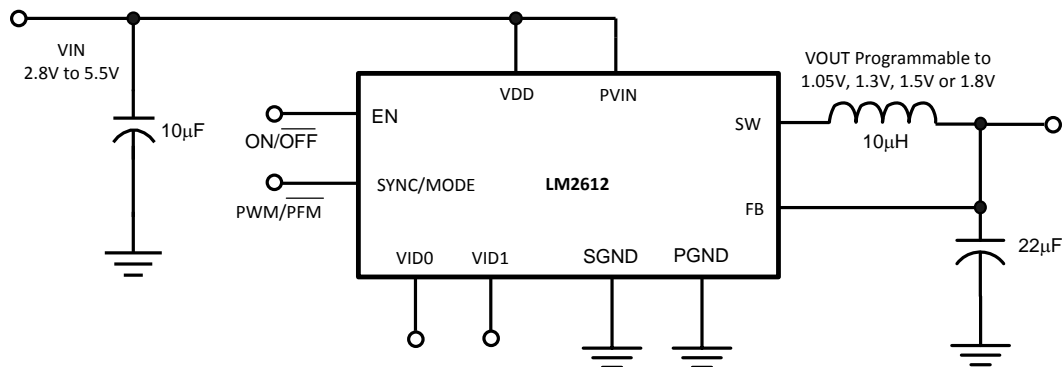 VIN
2.8V to 5.5V
10μF
ON/OFF
PWM/PFM
EN
SYNC/MODE
VDD
PVIN
LM2612
SW
FB
VID0
VID1
SGND
PGND
VOUT Programmable to
1.05V, 1.3V, 1.5V or 1.8V
10μH
22μF